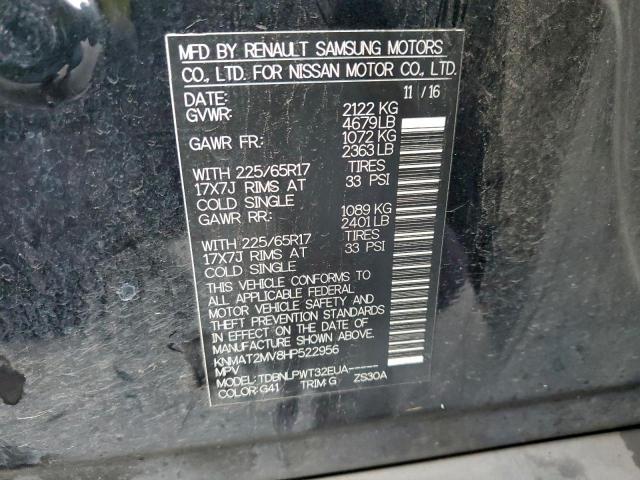 MFD BY RENAULT SAMSUNG MOTORS
CO., LTD. FOR NISSAN MOTOR CO., LTD.
DATE: 11 / 16
GVWR: 2122 KG
4679 LB
GAWR FR: 1072 KG
2363 LB
WITH 225/65R17 TIRES
17X7J RIMS AT 33 PSI
COLD SINGLE
GAWR RR: 1089 KG
2401 LB
WITH 225/65R17 TIRES
17X7J RIMS AT 33 PSI
COLD SINGLE
THIS VEHICLE CONFORMS TO
ALL APPLICABLE FEDERAL
MOTOR VEHICLE SAFETY AND
THEFT PREVENTION STANDARDS
IN EFFECT ON THE DATE OF
MANUFACTURE SHOWN ABOVE.
KNMAT2MV8HP522956
MPV
MODEL: TDBNLPWT32EUA-----
COLOR: G41 TRIM: G ZS30A